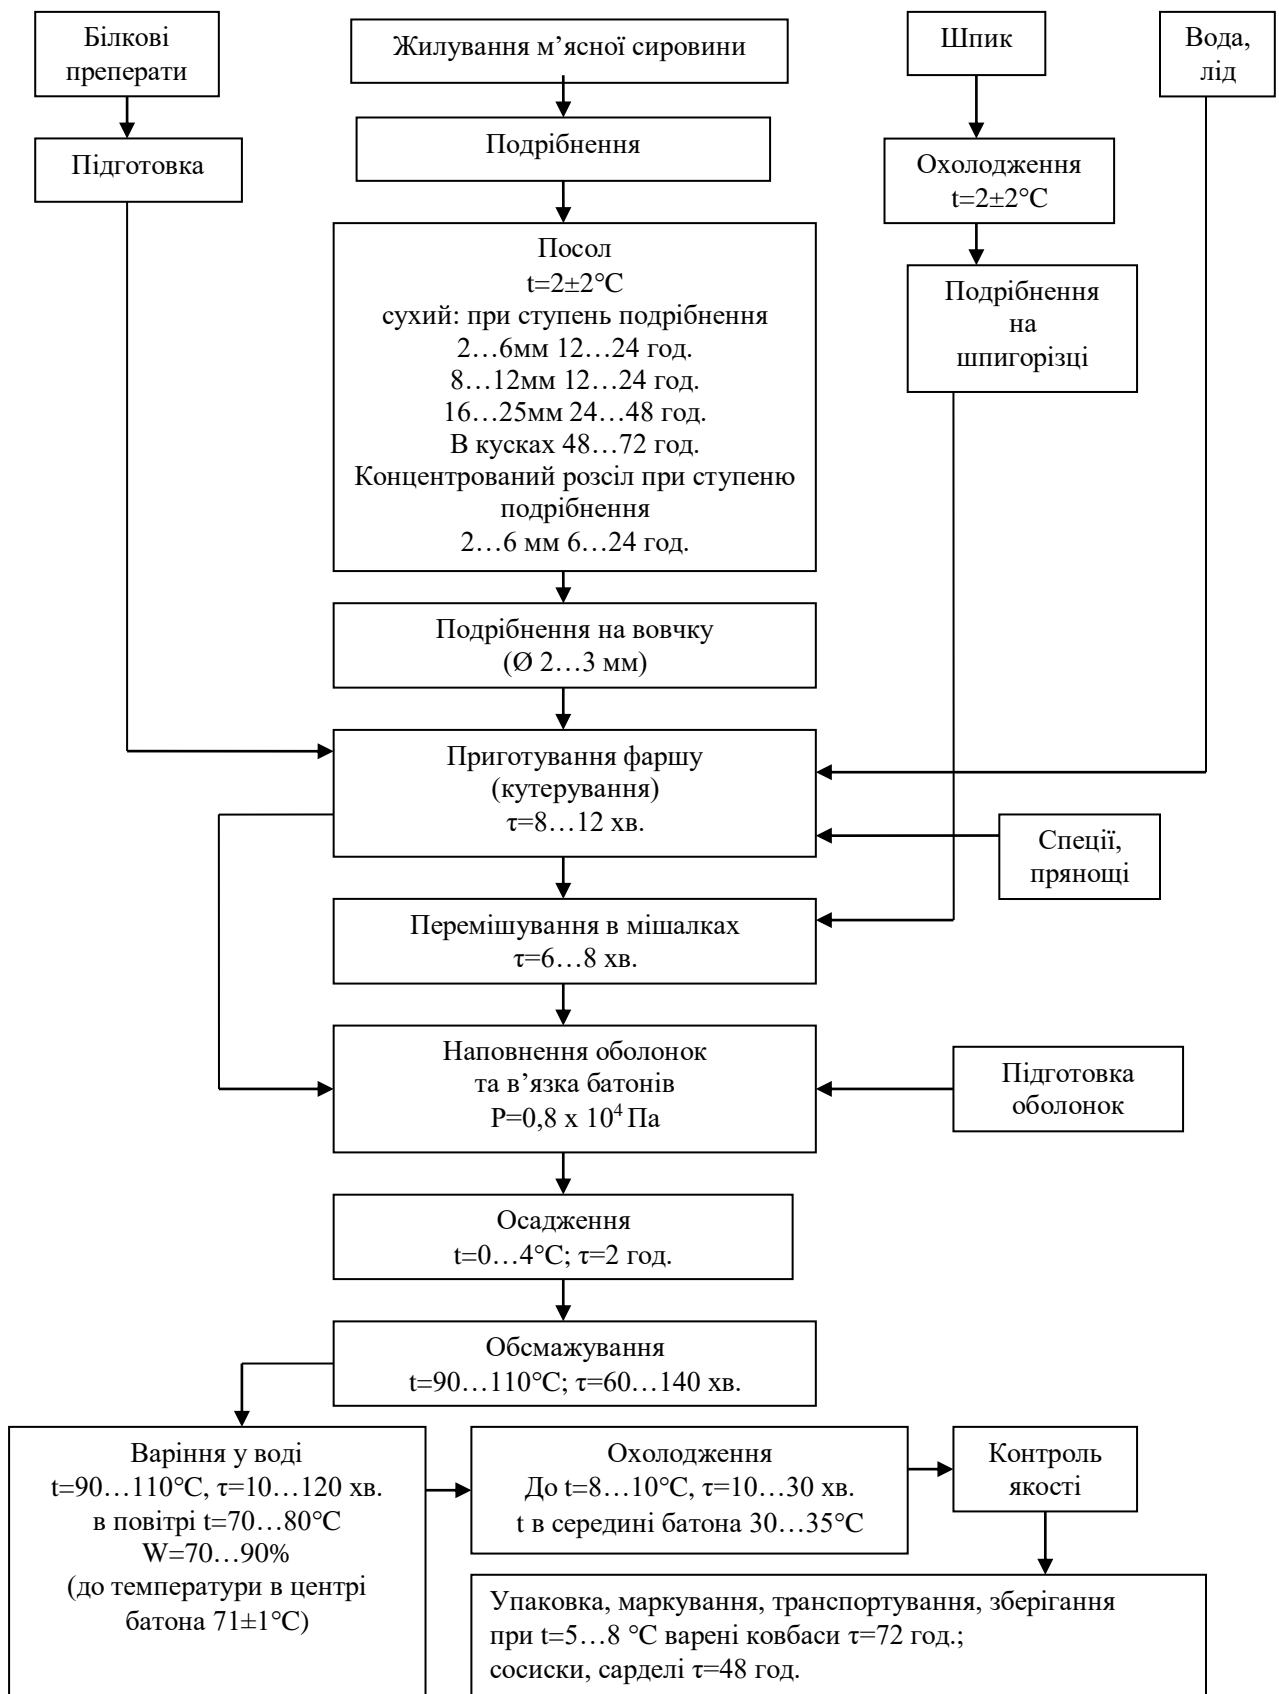 Білкові
преперати
Жилування м’ясної сировини
Шпик
Вода,
лід
Підготовка
Подрібнення
Охолодження
t=2±2°С
Посол
t=2±2°С
сухий: при ступень подрібнення
2…6мм 12…24 год.
8…12мм 12…24 год.
16…25мм 24…48 год.
В кусках 48…72 год.
Концентрований розсіл при ступеню
подрібнення
2…6 мм 6…24 год.
Подрібнення
на
шпигорізці
Подрібнення на вовчку
(Ø 2…3 мм)
Приготування фаршу
(кутерування)
τ=8…12 хв.
Спеції,
прянощі
Перемішування в мішалках
τ=6…8 хв.
Наповнення оболонок
та в’язка батонів
Р=0,8 х 10⁴ Па
Підготовка
оболонок
Осадження
t=0…4°С; τ=2 год.
Обсмажування
t=90…110°С; τ=60…140 хв.
Варіння у воді
t=90…110°С, τ=10…120 хв.
в повітрі t=70…80°С
W=70…90%
(до температури в центрі
батона 71±1°С)
Охолодження
До t=8…10°С, τ=10…30 хв.
t в середині батона 30…35°С
Контроль
якості
Упаковка, маркування, транспортування, зберігання
при t=5…8 °С варені ковбаси τ=72 год.;
сосиски, сарделі τ=48 год.